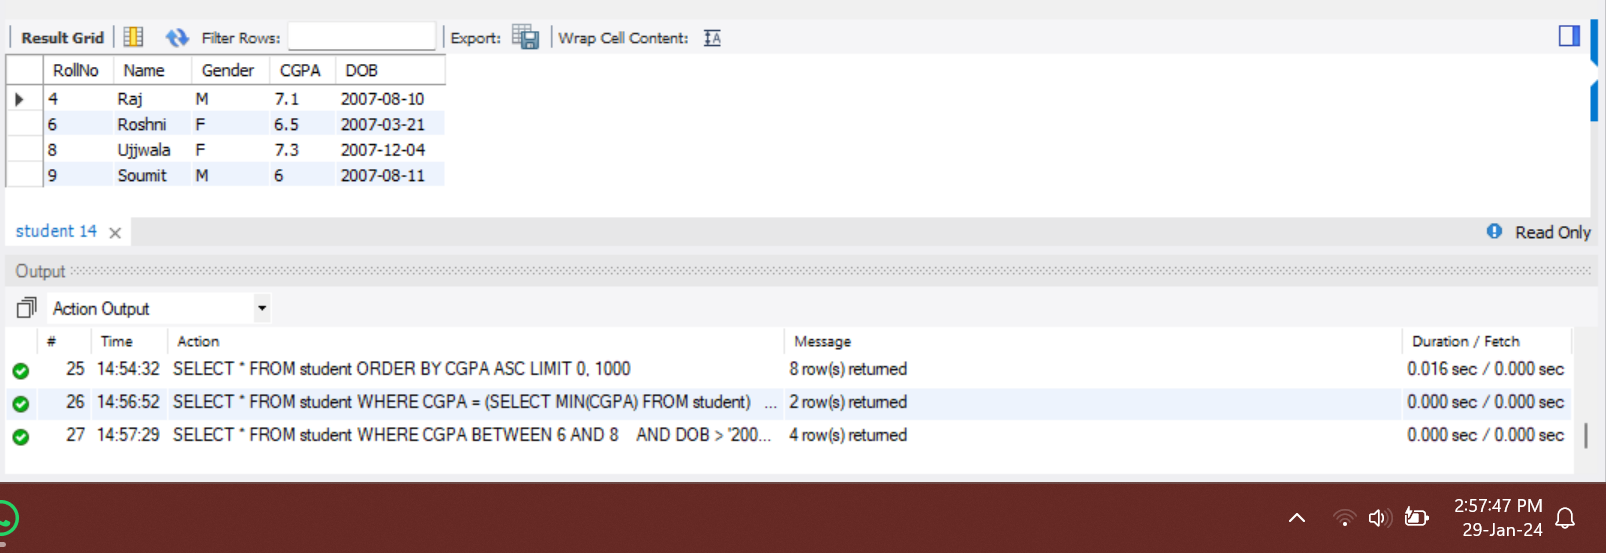 Result Grid Filter Rows: Export: Wrap Cell Content: IA
RollNo Name Gender CGPA DOB
4 Raj M 7.1 2007-08-10
6 Roshni F 6.5 2007-03-21
8 Ujjwala F 7.3 2007-12-04
9 Soumit M 6 2007-08-11
student 14 Read Only
Output
Action Output
# Time Action Message Duration / Fetch
25 14:54:32 SELECT * FROM student ORDER BY CGPA ASC LIMIT 0, 1000 8 row(s) returned 0.016 sec / 0.000 sec
26 14:56:52 SELECT * FROM student WHERE CGPA = (SELECT MIN(CGPA) FROM student) ... 2 row(s) returned 0.000 sec / 0.000 sec
27 14:57:29 SELECT * FROM student WHERE CGPA BETWEEN 6 AND 8 AND DOB > '200... 4 row(s) returned 0.000 sec / 0.000 sec
2:57:47 PM
29-Jan-24